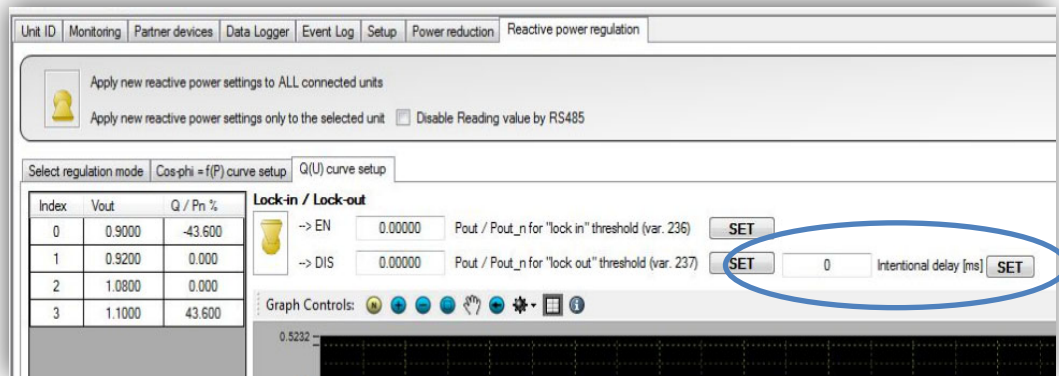 Unit ID Monitoring Partner devices Data Logger Event Log Setup Power reduction Reactive power regulation
Apply new reactive power settings to ALL connected units
Apply new reactive power settings only to the selected unit Disable Reading value by RS485
Select regulation mode Cos-phi = f(P) curve setup Q(U) curve setup
Index Vout Q / Pn %
0 0.9000 -43.600
1 0.9200 0.000
2 1.0800 0.000
3 1.1000 43.600
Lock-in / Lock-out
--> EN 0.00000 Pout / Pout_n for "lock in" threshold (var. 236) SET
--> DIS 0.00000 Pout / Pout_n for "lock out" threshold (var. 237) SET 0 Intentional delay [ms] SET
Graph Controls: N
0.5232